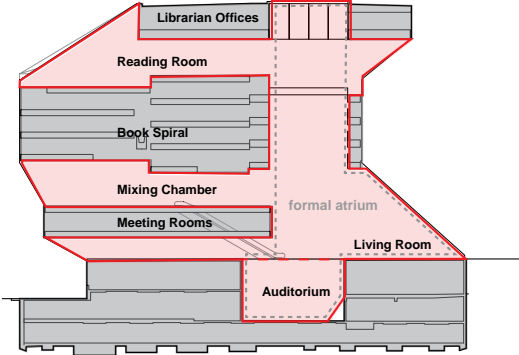 Librarian Offices
Reading Room
Book Spiral
Mixing Chamber
formal atrium
Meeting Rooms
Living Room
Auditorium